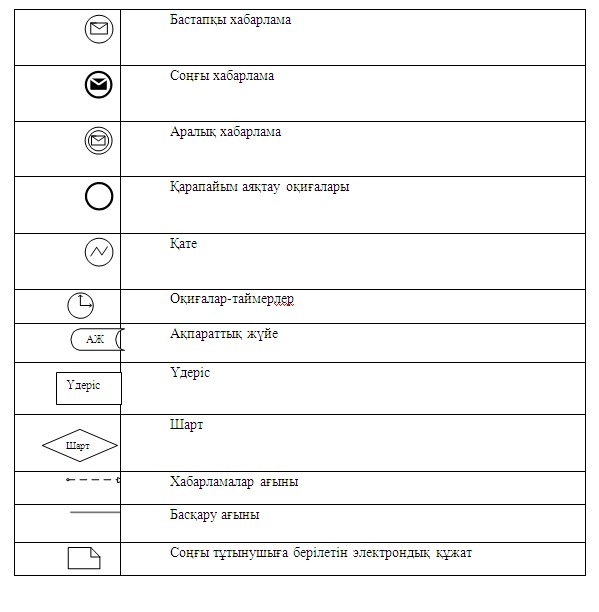 Бастапқы хабарлама
Соңғы хабарлама
Аралық хабарлама
Қарапайым аяқтау оқиғалары
Қате
Оқиғалар-таймерлер
АЖ Ақпараттық жүйе
Үдеріс
Үдеріс
Шарт
Шарт
Хабарламалар ағыны
Басқару ағыны
Соңғы тұтынушыға берілетін электрондық құжат